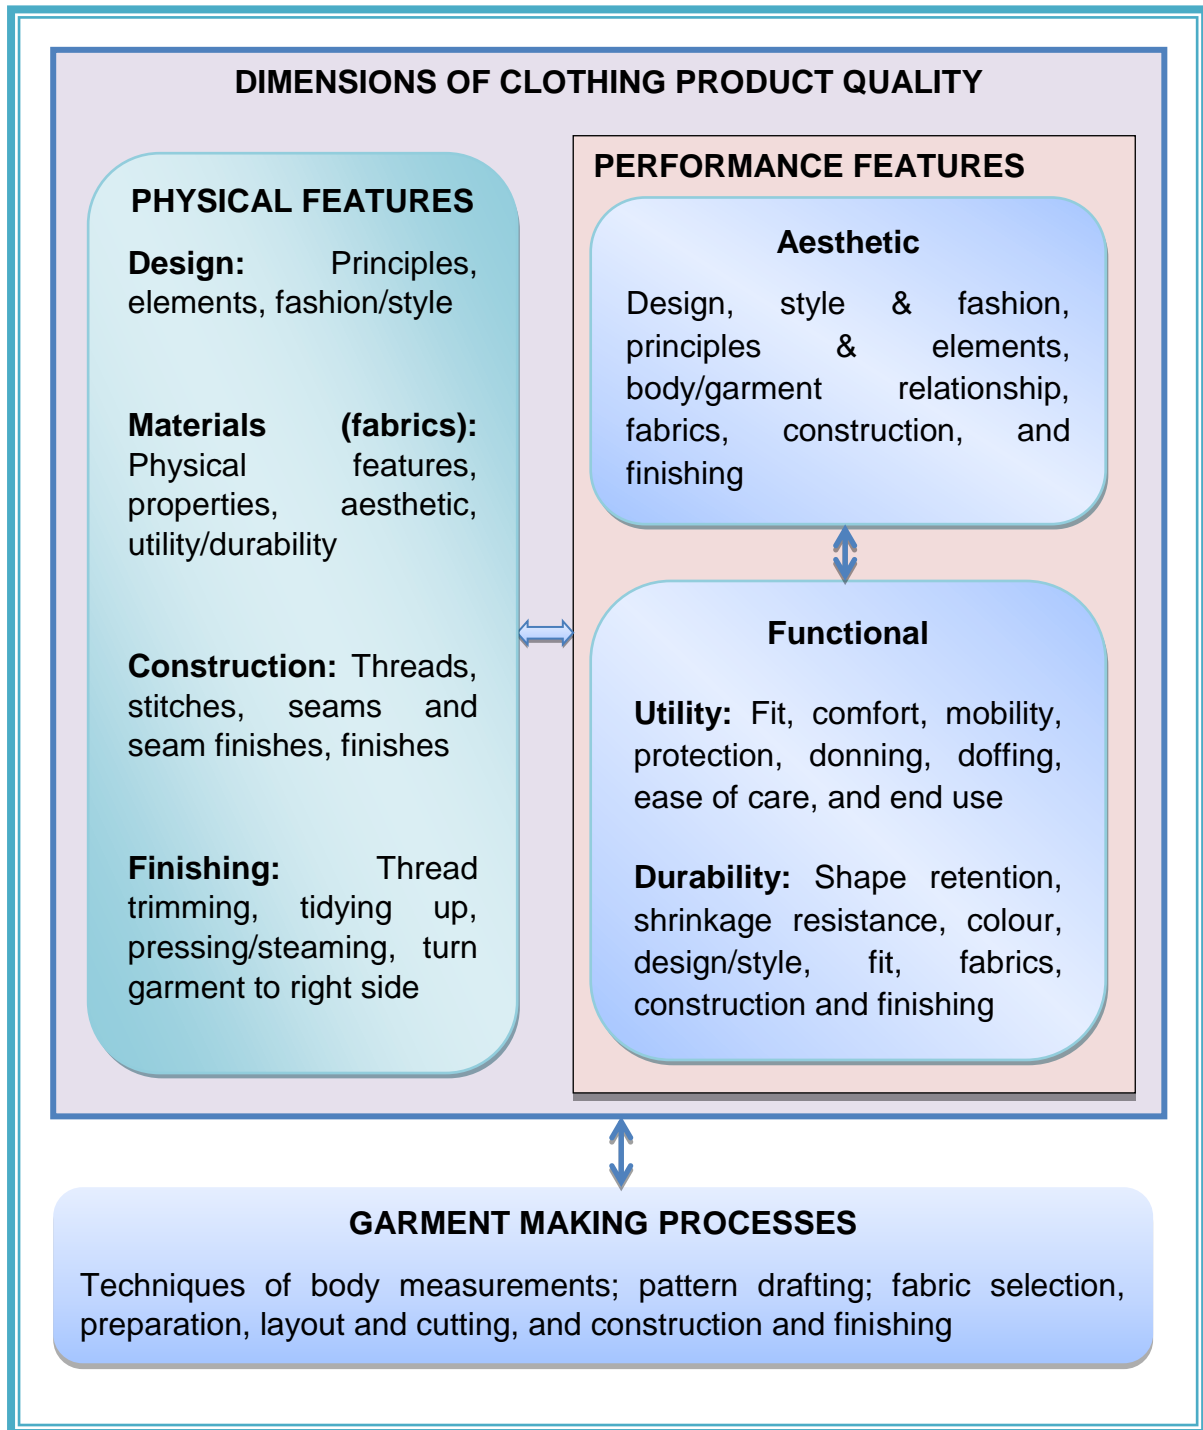 DIMENSIONS OF CLOTHING PRODUCT QUALITY
PHYSICAL FEATURES
Design: Principles,
elements, fashion/style
Materials (fabrics):
Physical features,
properties, aesthetic,
utility/durability
Construction: Threads,
stitches, seams and
seam finishes, finishes
Finishing: Thread
trimming, tidying up,
pressing/steaming, turn
garment to right side
PERFORMANCE FEATURES
Aesthetic
Design, style & fashion,
principles & elements,
body/garment relationship,
fabrics, construction, and
finishing
Functional
Utility: Fit, comfort, mobility,
protection, donning, doffing,
ease of care, and end use
Durability: Shape retention,
shrinkage resistance, colour,
design/style, fit, fabrics,
construction and finishing
GARMENT MAKING PROCESSES
Techniques of body measurements; pattern drafting; fabric selection,
preparation, layout and cutting, and construction and finishing